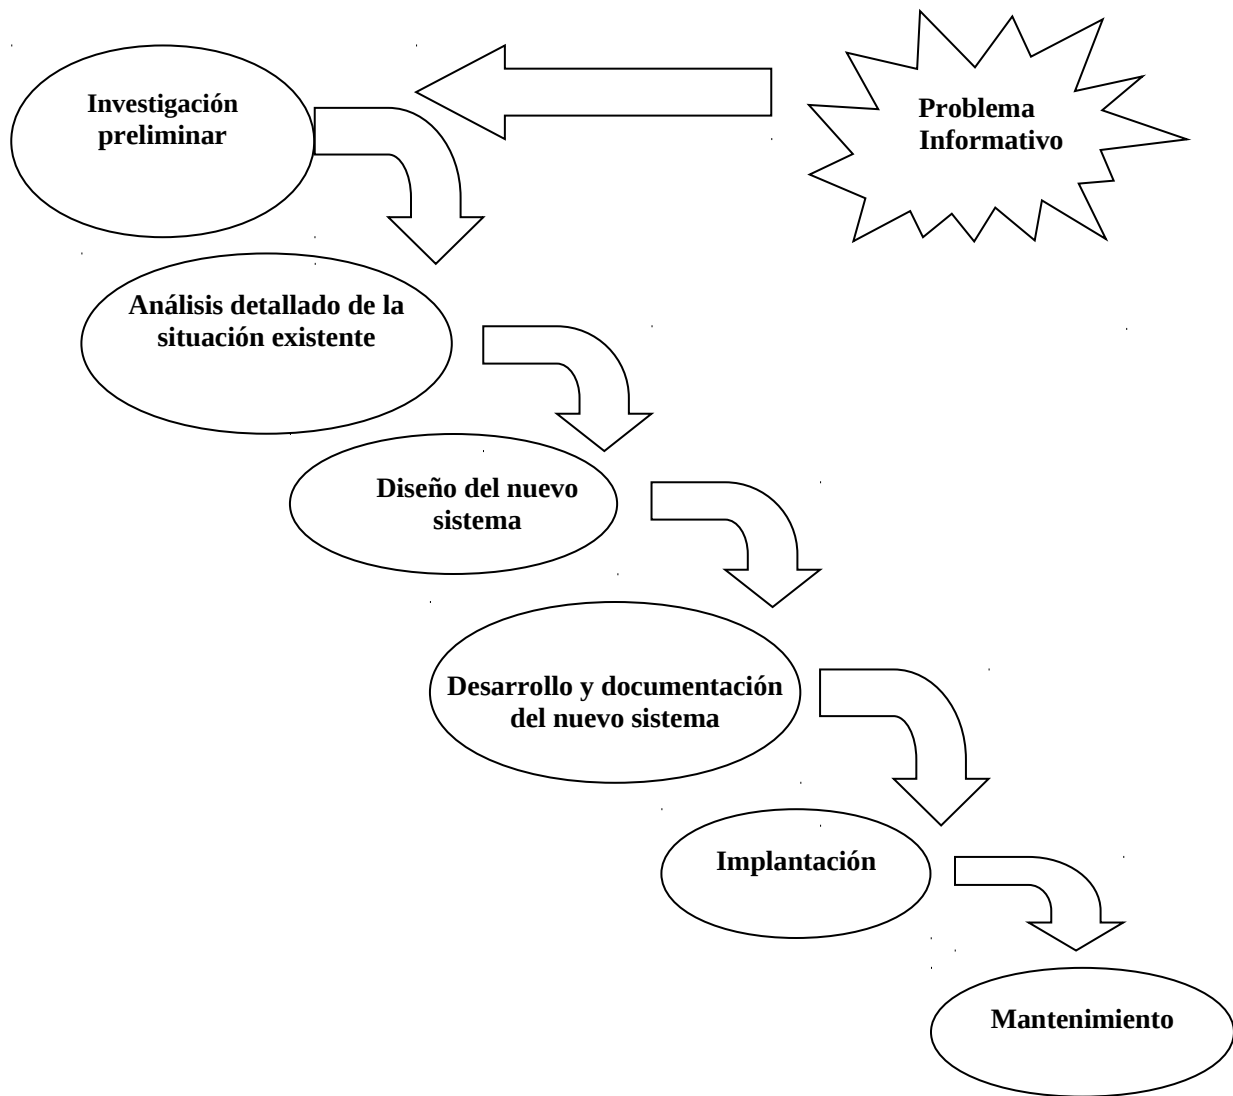 Investigación
preliminar
Problema
Informativo
Análisis detallado de la
situación existente
Diseño del nuevo
sistema
Desarrollo y documentación
del nuevo sistema
Implantación
Mantenimiento